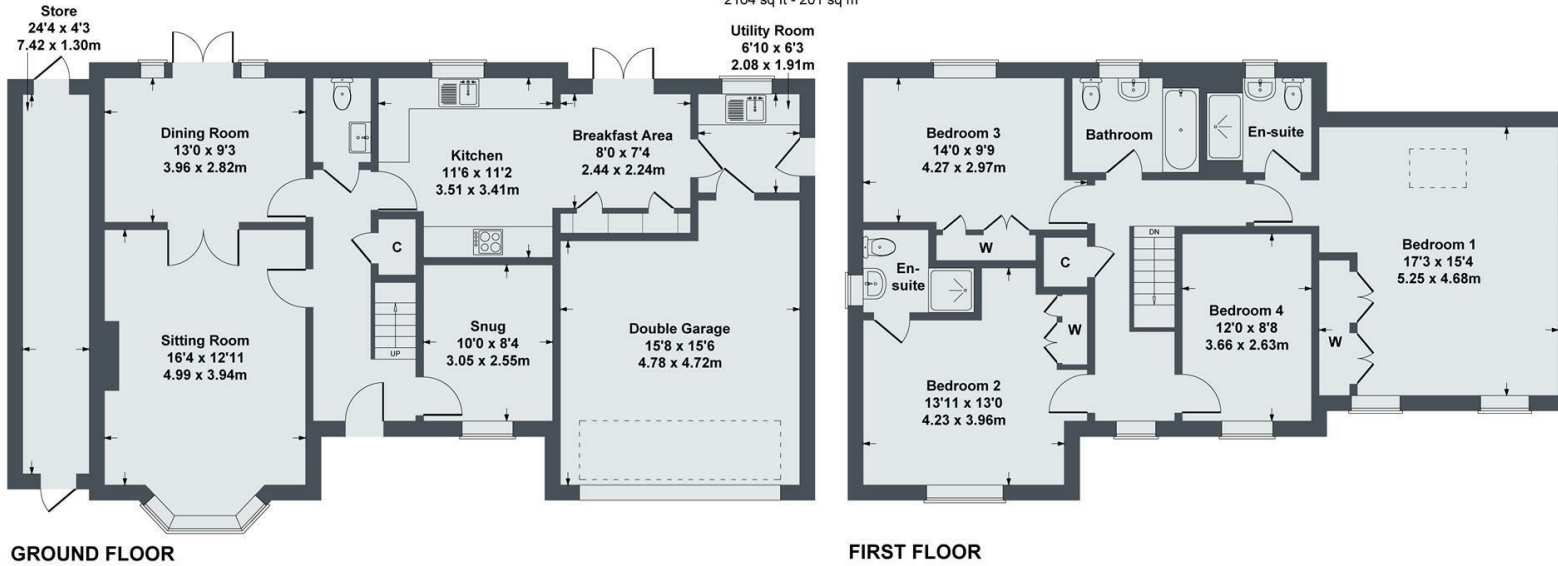 2164 sq ft - 201 sq m
Store
24'4 x 4'3
7.42 x 1.30m
Utility Room
6'10 x 6'3
2.08 x 1.91m
Dining Room
13'0 x 9'3
3.96 x 2.82m
Kitchen
11'6 x 11'2
3.51 x 3.41m
Breakfast Area
8'0 x 7'4
2.44 x 2.24m
C
Sitting Room
16'4 x 12'11
4.99 x 3.94m
UP
Snug
10'0 x 8'4
3.05 x 2.55m
Double Garage
15'8 x 15'6
4.78 x 4.72m
GROUND FLOOR
Bedroom 3
14'0 x 9'9
4.27 x 2.97m
Bathroom
En-suite
W
En-
suite
C
DN
Bedroom 1
17'3 x 15'4
5.25 x 4.68m
W
Bedroom 4
12'0 x 8'8
3.66 x 2.63m
W
Bedroom 2
13'11 x 13'0
4.23 x 3.96m
FIRST FLOOR